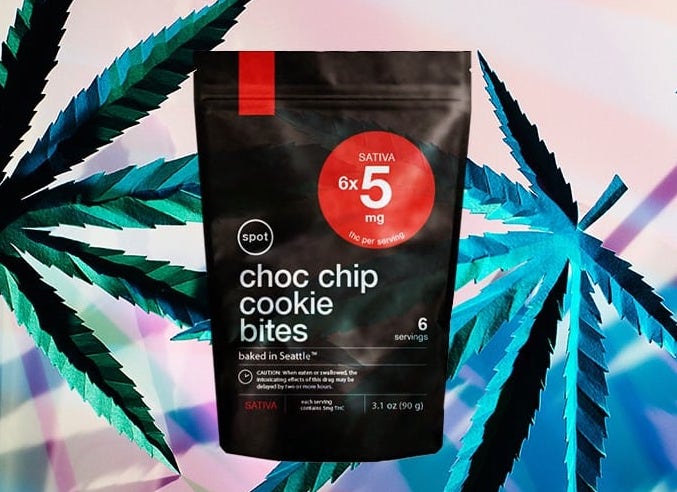 SATIVA
6x 5
mg
thc per serving
spot
choc chip
cookie
bites
6
servings
baked in Seattle™
CAUTION: When eaten or swallowed, the
intoxicating effects of this drug may be
delayed by two or more hours.
SATIVA
each serving
contains 5mg THC
3.1 oz (90 g)